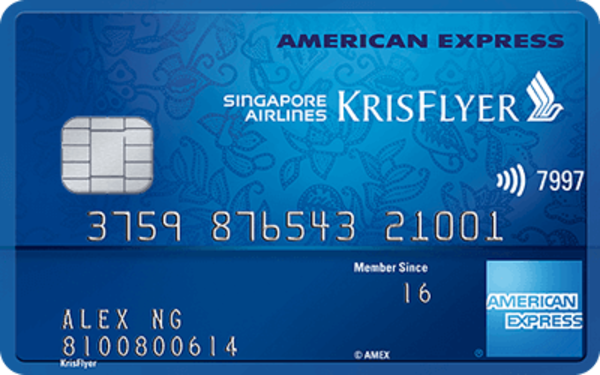 AMERICAN EXPRESS
SINGAPORE AIRLINES KRISFLYER
7997
3759 876543 21001
Member Since
16
ALEX NG
8100800614
KrisFlyer
© AMEX
AMERICAN EXPRESS
®